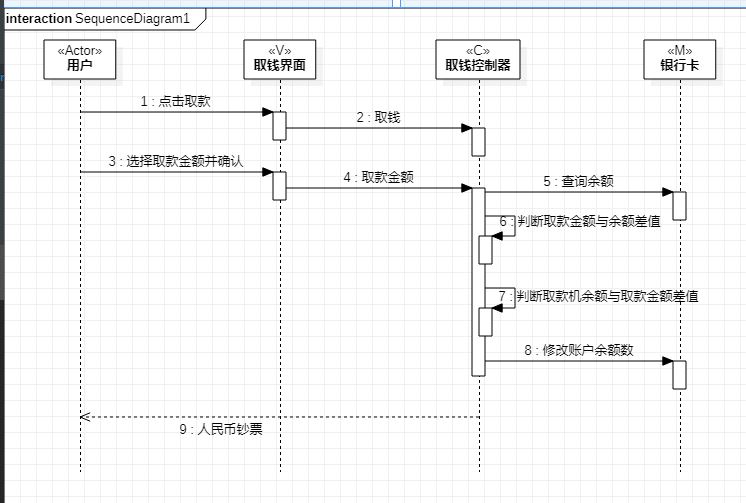 interaction SequenceDiagram1
«Actor»
用户
«V»
取钱界面
«C»
取钱控制器
«M»
银行卡
1 : 点击取款
2 : 取钱
3 : 选择取款金额并确认
4 : 取款金额
5 : 查询余额
6 : 判断取款金额与余额差值
7 : 判断取款机余额与取款金额差值
8 : 修改账户余额数
9 : 人民币钞票